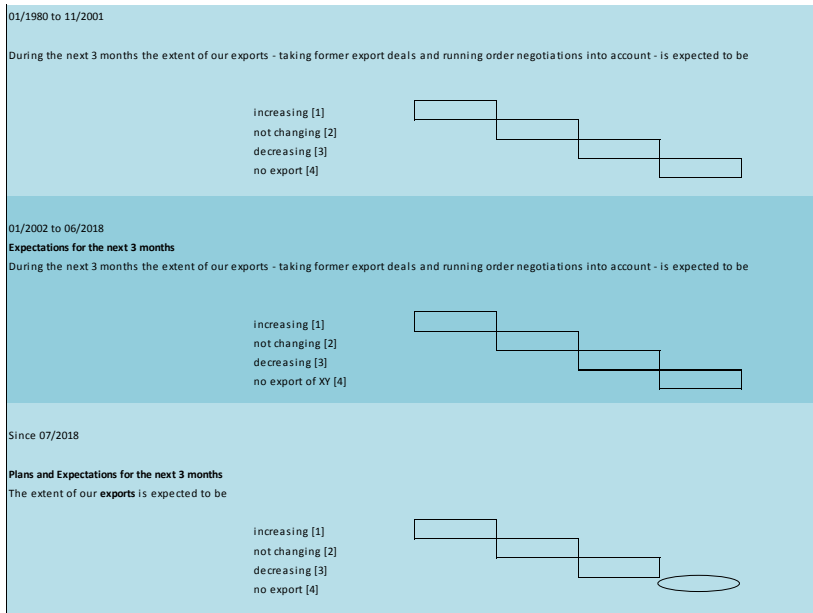 01/1980 to 11/2001
During the next 3 months the extent of our exports - taking former export deals and running order negotiations into account - is expected to be
increasing [1]
not changing [2]
decreasing [3]
no export [4]
01/2002 to 06/2018
Expectations for the next 3 months
During the next 3 months the extent of our exports - taking former export deals and running order negotiations into account - is expected to be
increasing [1]
not changing [2]
decreasing [3]
no export of XY [4]
Since 07/2018
Plans and Expectations for the next 3 months
The extent of our exports is expected to be
increasing [1]
not changing [2]
decreasing [3]
no export [4]